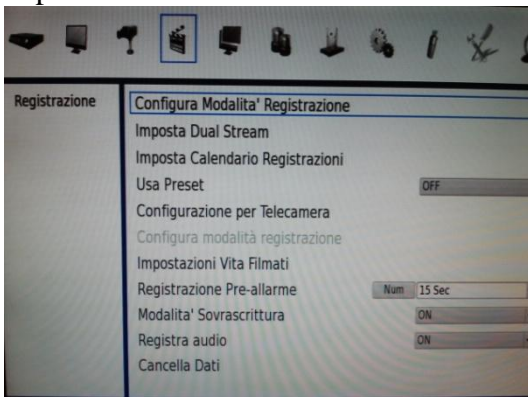 Registrazione
Configura Modalita' Registrazione
Imposta Dual Stream
Imposta Calendario Registrazioni
Usa Preset OFF
Configurazione per Telecamera
Configura modalità registrazione
Impostazioni Vita Filmati
Registrazione Pre-allarme Num 15 Sec
Modalita' Sovrascrittura ON
Registra audio ON
Cancella Dati